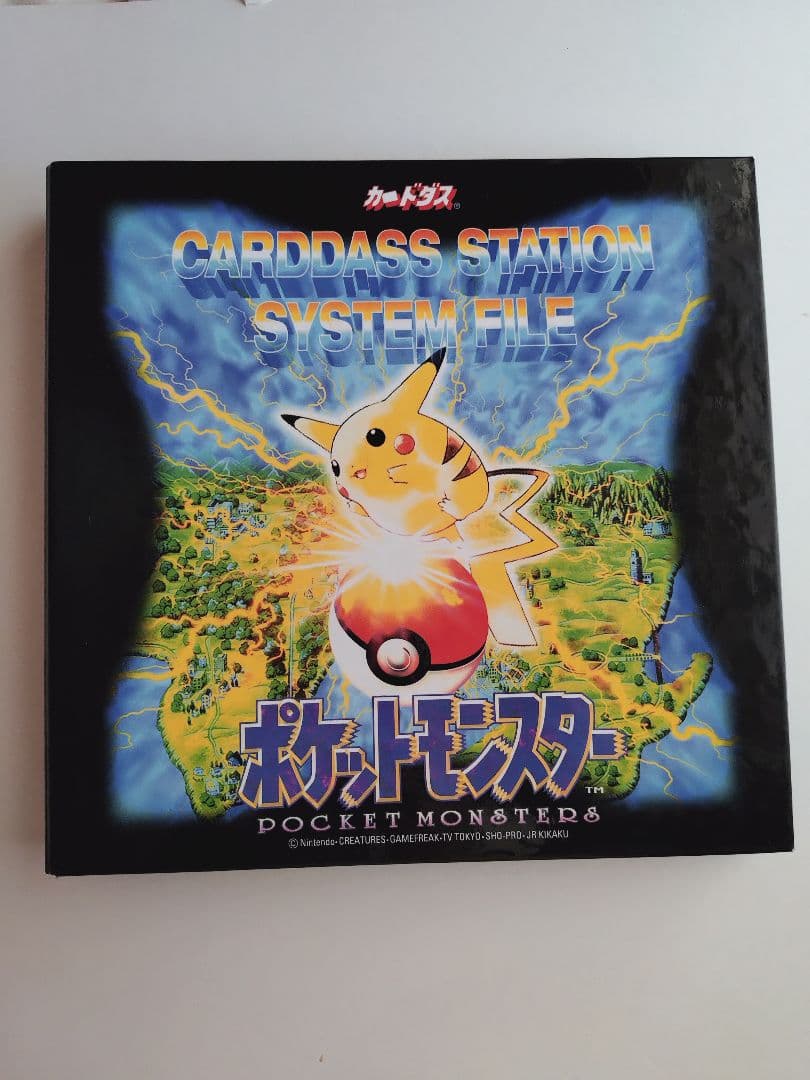 カードダス®
CARDDASS STATION
SYSTEM FILE
ポケットモンスター
TM
POCKET MONSTERS
©Nintendo・CREATURES・GAMEFREAK・TV TOKYO・SHO-PRO・JR KIKAKU